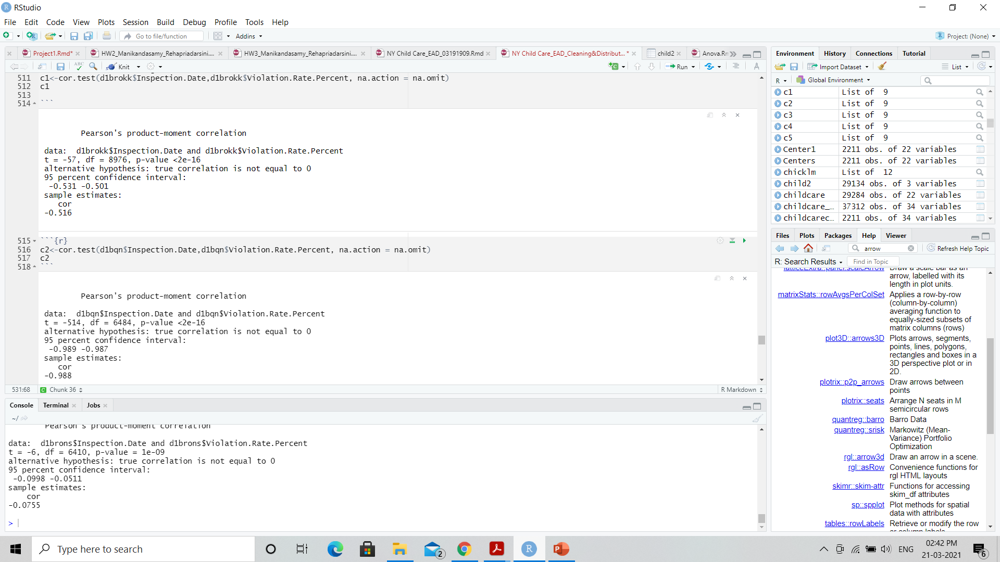 RStudio
File Edit Code View Plots Session Build Debug Profile Tools Help
Go to file/function Addins Project: (None)
Project1.Rmd* HW2_Manikandasamy_Rehapriadarsini.... HW3_Manikandasamy_Rehapriadarsini.... NY Child Care_EAD_03191909.Rmd NY Child Care_EAD_Cleaning&Distribut...* child2 Anova.Rn
Knit Run
511 c1<-cor.test(d1brokk$Inspection.Date,d1brokk$Violation.Rate.Percent, na.action = na.omit)
512 c1
513
514 ```
Pearson's product-moment correlation
data: d1brokk$Inspection.Date and d1brokk$Violation.Rate.Percent
t = -57, df = 8976, p-value <2e-16
alternative hypothesis: true correlation is not equal to 0
95 percent confidence interval:
-0.531 -0.501
sample estimates:
cor
-0.516
515 ```{r}
516 c2<-cor.test(d1bqn$Inspection.Date,d1bqn$Violation.Rate.Percent, na.action = na.omit)
517 c2
518 ```
Pearson's product-moment correlation
data: d1bqn$Inspection.Date and d1bqn$Violation.Rate.Percent
t = -514, df = 6484, p-value <2e-16
alternative hypothesis: true correlation is not equal to 0
95 percent confidence interval:
-0.989 -0.987
sample estimates:
cor
-0.988
531:68 Chunk 36 R Markdown
Console Terminal Jobs
~/
Pearson's product-moment correlation
data: d1brons$Inspection.Date and d1brons$Violation.Rate.Percent
t = -6, df = 6410, p-value = 1e-09
alternative hypothesis: true correlation is not equal to 0
95 percent confidence interval:
-0.0998 -0.0511
sample estimates:
cor
-0.0755
>
Environment History Connections Tutorial
Import Dataset List
R Global Environment
c1 List of 9
c2 List of 9
c3 List of 9
c4 List of 9
c5 List of 9
Center1 2211 obs. of 22 variables
Centers 2211 obs. of 22 variables
chicklm List of 12
child2 29134 obs. of 3 variables
childcare 29284 obs. of 22 variables
childcare_... 37312 obs. of 34 variables
childcarec... 2211 obs. of 34 variables
Files Plots Packages Help Viewer
arrow Refresh Help Topic
R: Search Results Find in Topic
latticeExtra::panel.scaleArrow Draw a scale bar as an
arrow, labelled with its
length in plot units.
matrixStats::rowAvgsPerColSet Applies a row-by-row
(column-by-column)
averaging function to
equally-sized subsets of
matrix columns (rows)
plot3D::arrows3D Plots arrows, segments,
points, lines, polygons,
rectangles and boxes in a
3D perspective plot or in
2D.
plotrix::p2p_arrows Draw arrows between
points
plotrix::seats Arrange N seats in M
semicircular rows
quantreg::barro Barro Data
quantreg::srisk Markowitz (Mean-
Variance) Portfolio
Optimization
rgl::arrow3d Draw an arrow in a scene.
rgl::asRow Convenience functions for
rgl HTML layouts
skimr::skim-attr Functions for accessing
skim_df attributes
sp::spplot Plot methods for spatial
data with attributes
tables::rowLabels Retrieve or modify the row
or column labels
Type here to search
2
ENG
02:42 PM
21-03-2021
6